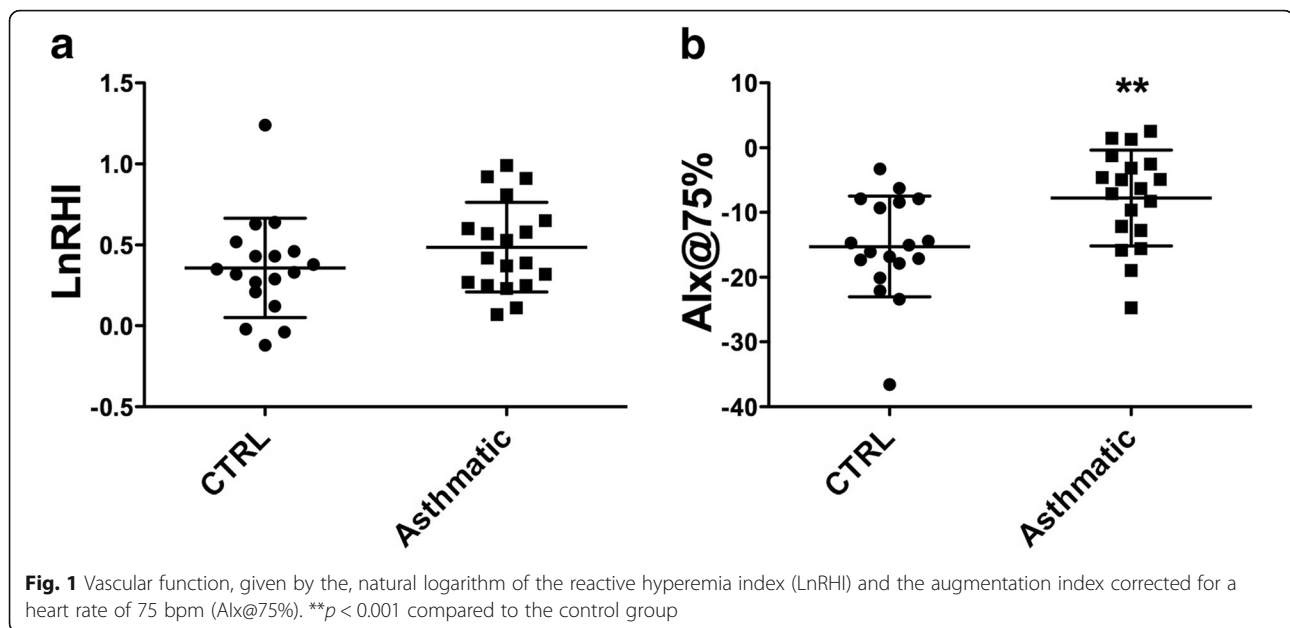 a
b
1.5
1.0
0.5
0.0
-0.5
LnRHI
CTRL
Asthmatic
10
0
-10
-20
-30
-40
AIx@75%
**
CTRL
Asthmatic
Fig. 1 Vascular function, given by the, natural logarithm of the reactive hyperemia index (LnRHI) and the augmentation index corrected for a
heart rate of 75 bpm (AIx@75%). **p < 0.001 compared to the control group